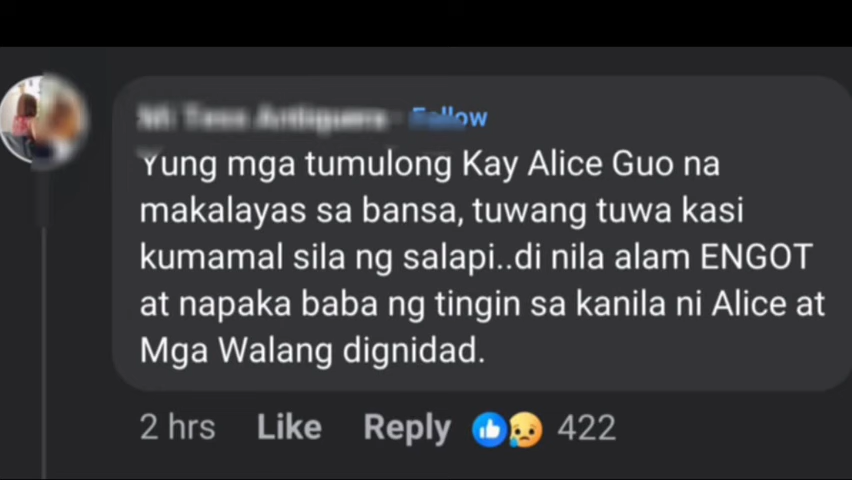 Follow
Yung mga tumulong Kay Alice Guo na
makalayas sa bansa, tuwang tuwa kasi
kumamal sila ng salapi..di nila alam ENGOT
at napaka baba ng tingin sa kanila ni Alice at
Mga Walang dignidad.
2 hrs Like Reply 422